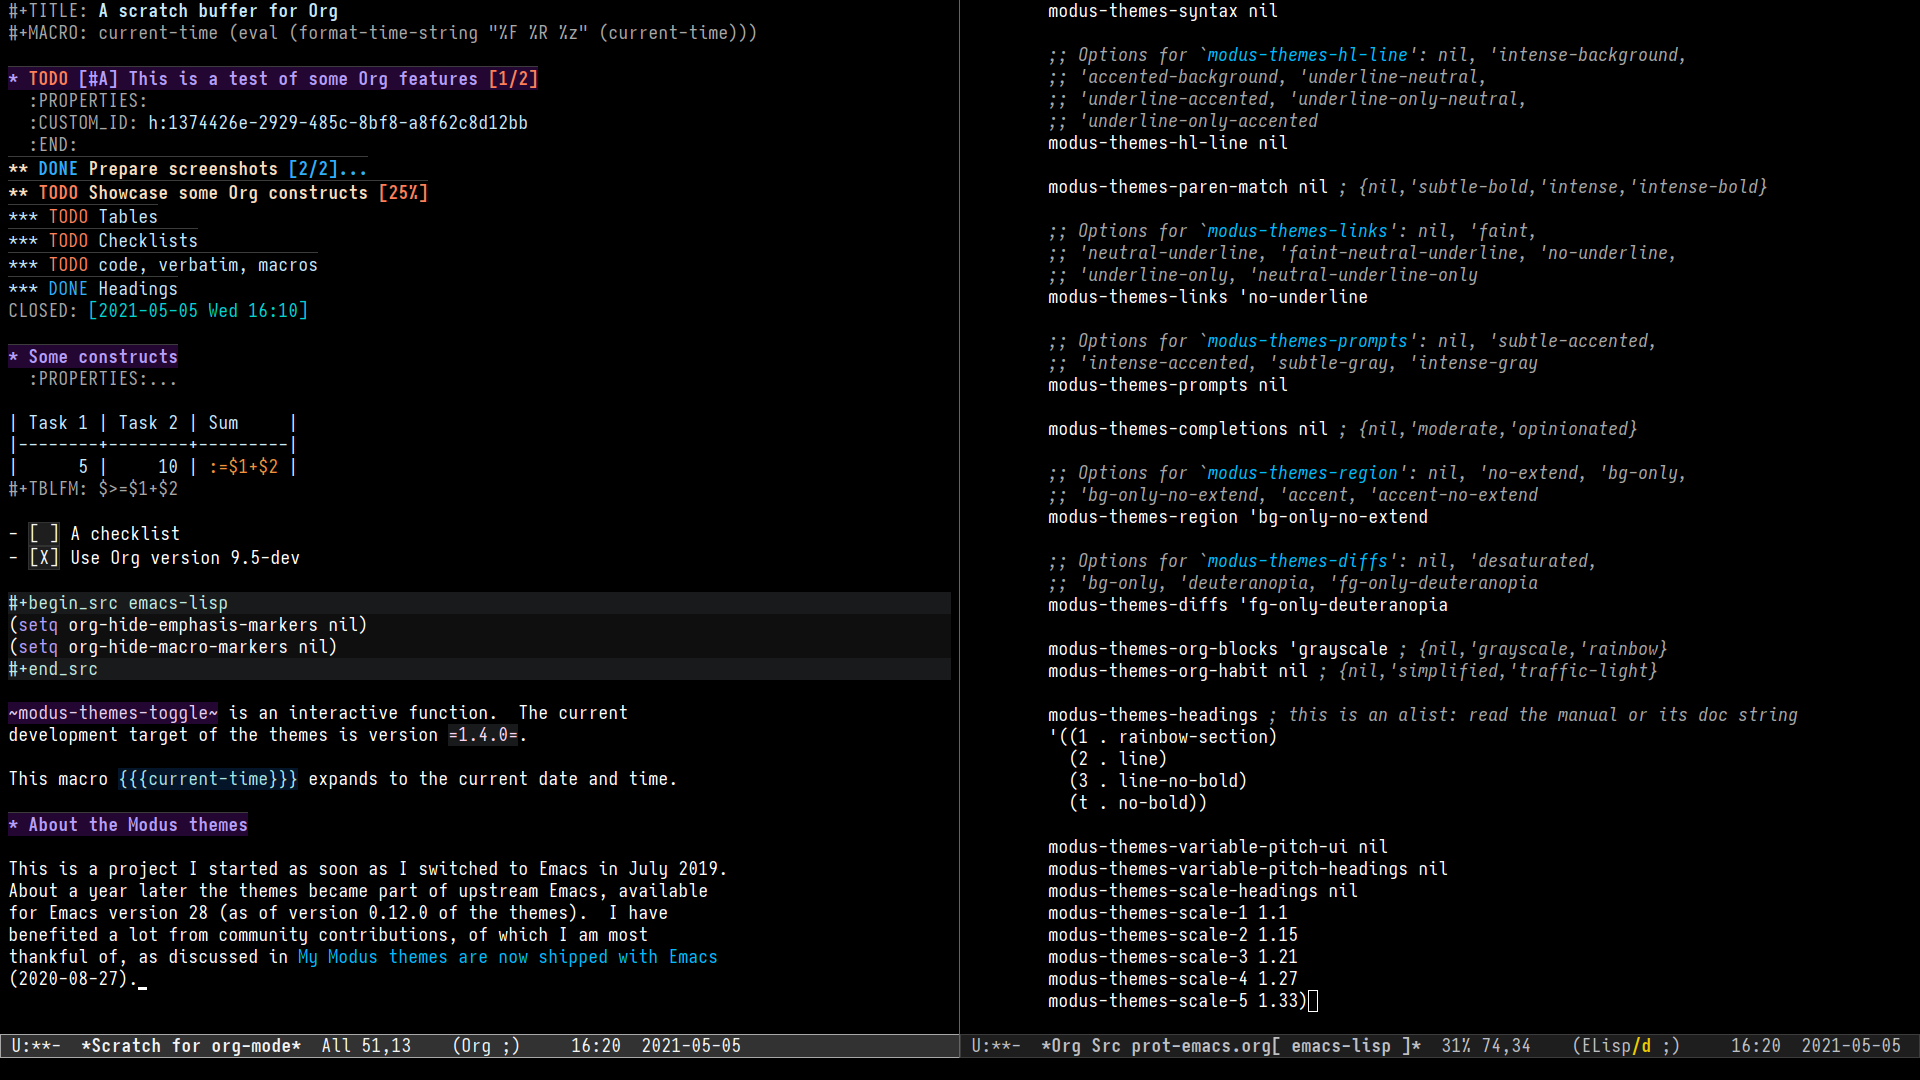 #+TITLE: A scratch buffer for Org
#+MACRO: current-time (eval (format-time-string "%F %R %z" (current-time)))
* TODO [#A] This is a test of some Org features [1/2]
:PROPERTIES:
:CUSTOM_ID: h:1374426e-2929-485c-8bf8-a8f62c8d12bb
:END:
** DONE Prepare screenshots [2/2]...
** TODO Showcase some Org constructs [25%]
*** TODO Tables
*** TODO Checklists
*** TODO code, verbatim, macros
*** DONE Headings
CLOSED: [2021-05-05 Wed 16:10]
* Some constructs
:PROPERTIES:...
| Task 1 | Task 2 | Sum     |
|--------+--------+---------|
|      5 |     10 | :=$1+$2 |
#+TBLFM: $>=$1+$2
- [ ] A checklist
- [X] Use Org version 9.5-dev
#+begin_src emacs-lisp
(setq org-hide-emphasis-markers nil)
(setq org-hide-macro-markers nil)
#+end_src
~modus-themes-toggle~ is an interactive function.  The current
development target of the themes is version =1.4.0=.
This macro {{{current-time}}} expands to the current date and time.
* About the Modus themes
This is a project I started as soon as I switched to Emacs in July 2019.
About a year later the themes became part of upstream Emacs, available
for Emacs version 28 (as of version 0.12.0 of the themes).  I have
benefited a lot from community contributions, of which I am most
thankful of, as discussed in My Modus themes are now shipped with Emacs
(2020-08-27).
U:**-  *Scratch for org-mode*  All 51,13    (Org ;)     16:20  2021-05-05
modus-themes-syntax nil
;; Options for `modus-themes-hl-line': nil, 'intense-background,
;; 'accented-background, 'underline-neutral,
;; 'underline-accented, 'underline-only-neutral,
;; 'underline-only-accented
modus-themes-hl-line nil
modus-themes-paren-match nil ; {nil,'subtle-bold,'intense,'intense-bold}
;; Options for `modus-themes-links': nil, 'faint,
;; 'neutral-underline, 'faint-neutral-underline, 'no-underline,
;; 'underline-only, 'neutral-underline-only
modus-themes-links 'no-underline
;; Options for `modus-themes-prompts': nil, 'subtle-accented,
;; 'intense-accented, 'subtle-gray, 'intense-gray
modus-themes-prompts nil
modus-themes-completions nil ; {nil,'moderate,'opinionated}
;; Options for `modus-themes-region': nil, 'no-extend, 'bg-only,
;; 'bg-only-no-extend, 'accent, 'accent-no-extend
modus-themes-region 'bg-only-no-extend
;; Options for `modus-themes-diffs': nil, 'desaturated,
;; 'bg-only, 'deuteranopia, 'fg-only-deuteranopia
modus-themes-diffs 'fg-only-deuteranopia
modus-themes-org-blocks 'grayscale ; {nil,'grayscale,'rainbow}
modus-themes-org-habit nil ; {nil,'simplified,'traffic-light}
modus-themes-headings ; this is an alist: read the manual or its doc string
'((1 . rainbow-section)
(2 . line)
(3 . line-no-bold)
(t . no-bold))
modus-themes-variable-pitch-ui nil
modus-themes-variable-pitch-headings nil
modus-themes-scale-headings nil
modus-themes-scale-1 1.1
modus-themes-scale-2 1.15
modus-themes-scale-3 1.21
modus-themes-scale-4 1.27
modus-themes-scale-5 1.33)
U:**-  *Org Src prot-emacs.org[ emacs-lisp ]*  31% 74,34    (ELisp/d ;)     16:20  2021-05-05